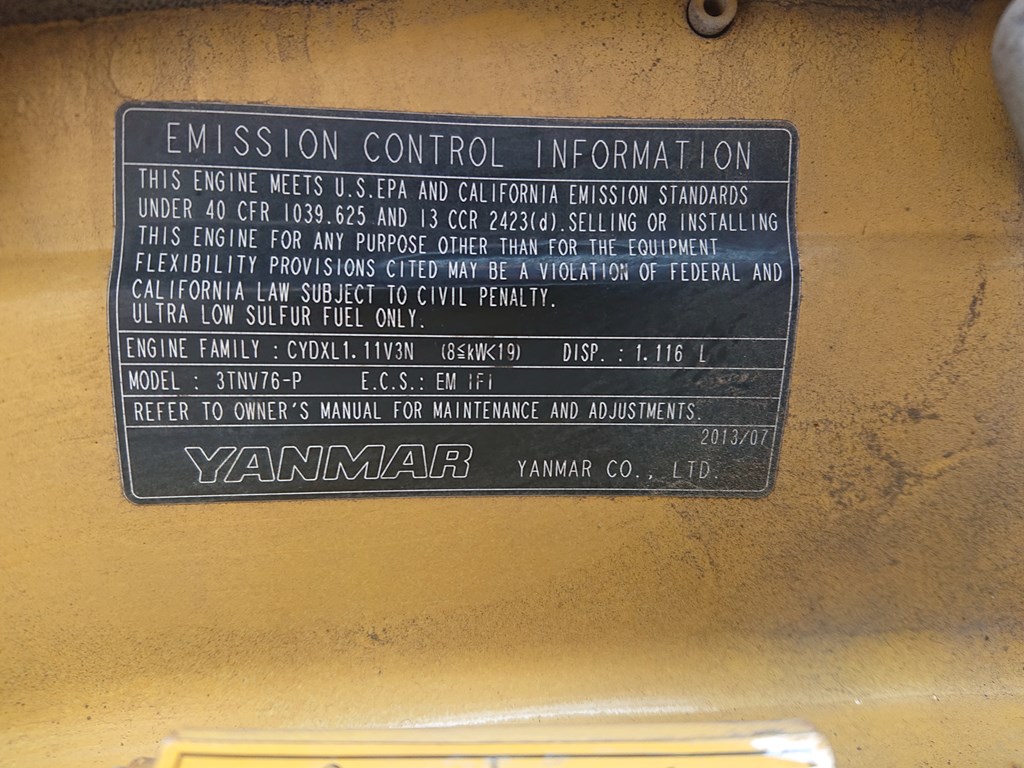 EMISSION CONTROL INFORMATION
THIS ENGINE MEETS U.S.EPA AND CALIFORNIA EMISSION STANDARDS
UNDER 40 CFR 1039.625 AND 13 CCR 2423(d).SELLING OR INSTALLING
THIS ENGINE FOR ANY PURPOSE OTHER THAN FOR THE EQUIPMENT
FLEXIBILITY PROVISIONS CITED MAY BE A VIOLATION OF FEDERAL AND
CALIFORNIA LAW SUBJECT TO CIVIL PENALTY.
ULTRA LOW SULFUR FUEL ONLY.
ENGINE FAMILY : CYDXL1.11V3N (8≦kW<19) DISP. : 1.116 L
MODEL : 3TNV76-P E.C.S.: EM IFI
REFER TO OWNER'S MANUAL FOR MAINTENANCE AND ADJUSTMENTS.
2013/07
YANMAR YANMAR CO., LTD.